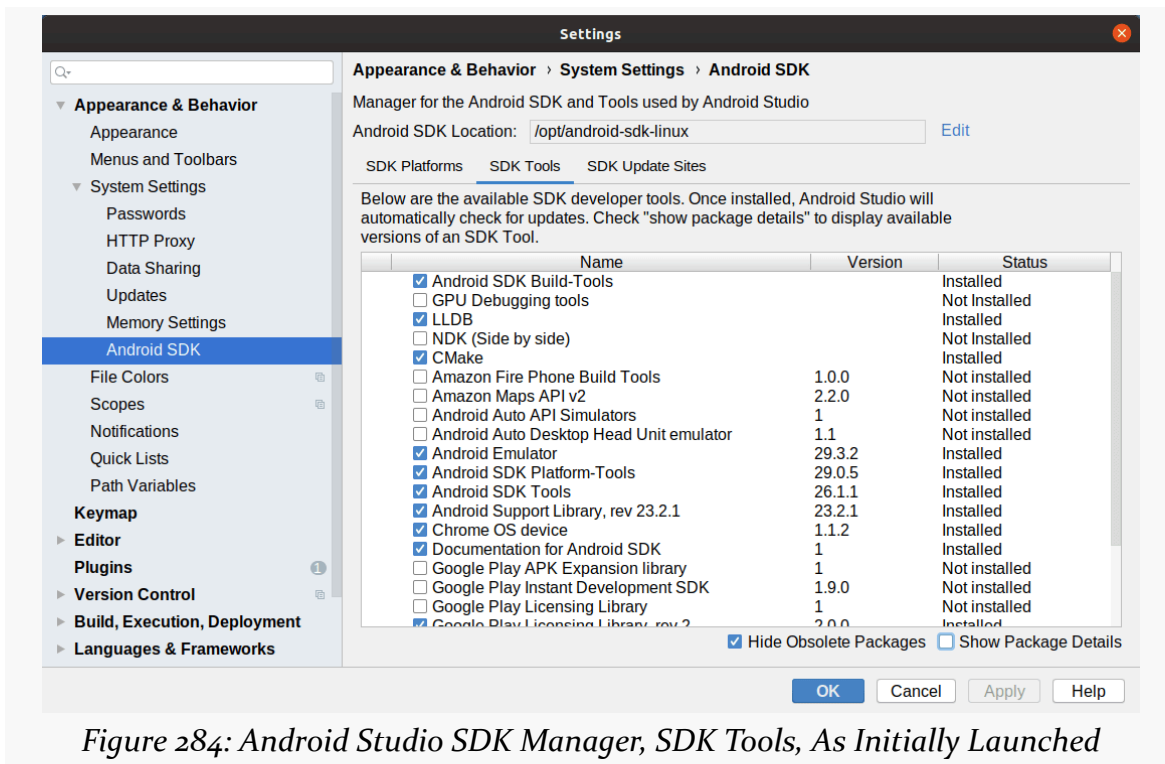 Settings
Appearance & Behavior
Appearance
Menus and Toolbars
System Settings
Passwords
HTTP Proxy
Data Sharing
Updates
Memory Settings
Android SDK
File Colors
Scopes
Notifications
Quick Lists
Path Variables
Keymap
Editor
Plugins 1
Version Control
Build, Execution, Deployment
Languages & Frameworks
Appearance & Behavior › System Settings › Android SDK
Manager for the Android SDK and Tools used by Android Studio
Android SDK Location: /opt/android-sdk-linux Edit
SDK Platforms SDK Tools SDK Update Sites
Below are the available SDK developer tools. Once installed, Android Studio will
automatically check for updates. Check "show package details" to display available
versions of an SDK Tool.
Name Version Status
Android SDK Build-Tools Installed
GPU Debugging tools Not Installed
LLDB Installed
NDK (Side by side) Not Installed
CMake Installed
Amazon Fire Phone Build Tools 1.0.0 Not installed
Amazon Maps API v2 2.2.0 Not installed
Android Auto API Simulators 1 Not installed
Android Auto Desktop Head Unit emulator 1.1 Not installed
Android Emulator 29.3.2 Installed
Android SDK Platform-Tools 29.0.5 Installed
Android SDK Tools 26.1.1 Installed
Android Support Library, rev 23.2.1 23.2.1 Installed
Chrome OS device 1.1.2 Installed
Documentation for Android SDK 1 Installed
Google Play APK Expansion library 1 Not installed
Google Play Instant Development SDK 1.9.0 Not installed
Google Play Licensing Library 1 Not installed
Google Play Licensing Library, rev 2 2.0.0 Installed
Hide Obsolete Packages Show Package Details
OK Cancel Apply Help
Figure 284: Android Studio SDK Manager, SDK Tools, As Initially Launched